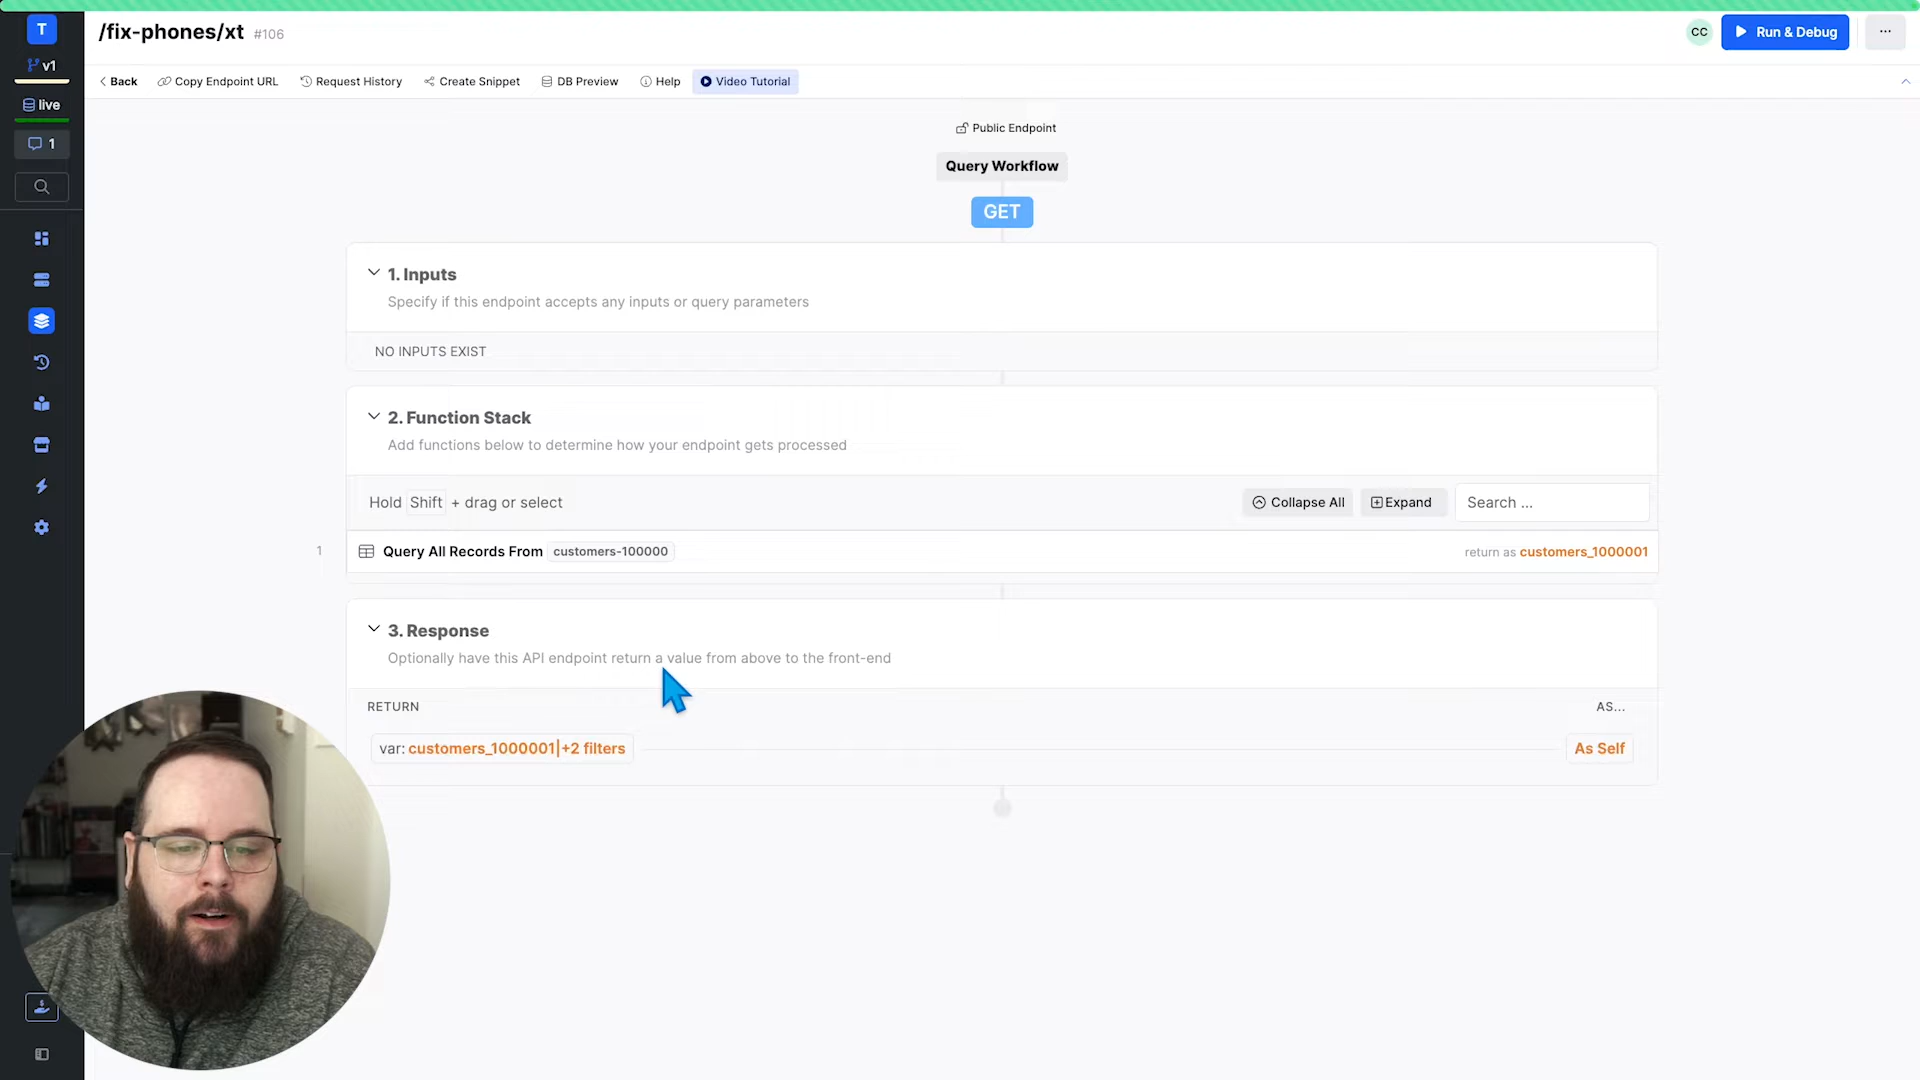 T
/fix-phones/xt #106
CC
Run & Debug
...
v1
Back
Copy Endpoint URL
Request History
Create Snippet
DB Preview
Help
Video Tutorial
live
1
Public Endpoint
Query Workflow
GET
1. Inputs
Specify if this endpoint accepts any inputs or query parameters
NO INPUTS EXIST
2. Function Stack
Add functions below to determine how your endpoint gets processed
Hold Shift + drag or select
Collapse All
Expand
Search ...
1
Query All Records From customers-100000
return as customers_1000001
3. Response
Optionally have this API endpoint return a value from above to the front-end
RETURN
AS...
var: customers_1000001|+2 filters
As Self